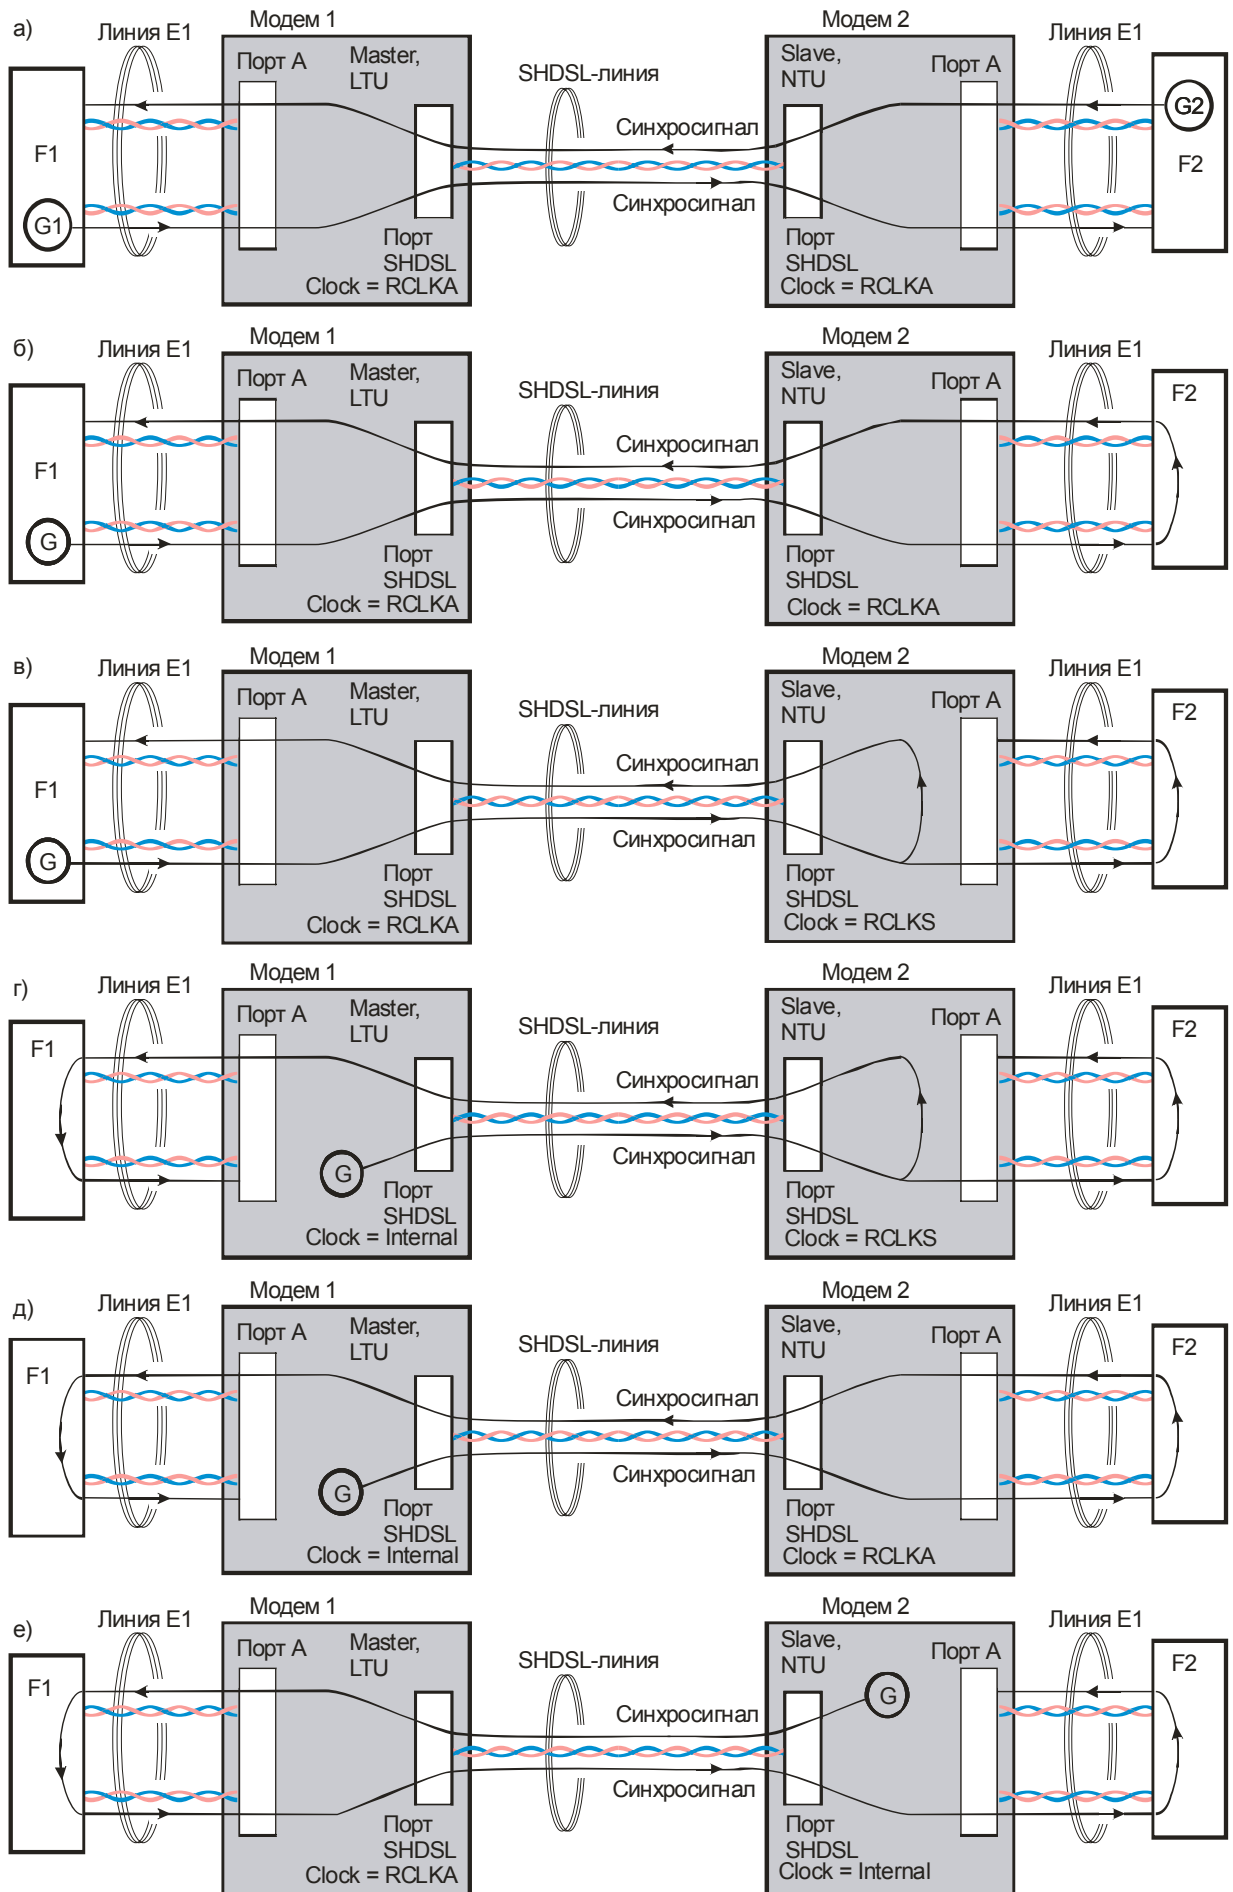 а)
Линия E1
Модем 1
Модем 2
Линия E1
Порт A
Master,
LTU
SHDSL-линия
Slave,
NTU
Порт A
F1
G1
Синхросигнал
Синхросигнал
G2
F2
Порт
SHDSL
Clock = RCLKA
Порт
SHDSL
Clock = RCLKA
б)
Линия E1
Модем 1
Модем 2
Линия E1
Порт A
Master,
LTU
SHDSL-линия
Slave,
NTU
Порт A
F2
F1
G
Синхросигнал
Синхросигнал
Порт
SHDSL
Clock = RCLKA
Порт
SHDSL
Clock = RCLKA
в)
Линия E1
Модем 1
Модем 2
Линия E1
Порт A
Master,
LTU
SHDSL-линия
Slave,
NTU
Порт A
F2
F1
G
Синхросигнал
Синхросигнал
Порт
SHDSL
Clock = RCLKA
Порт
SHDSL
Clock = RCLKS
г)
Линия E1
Модем 1
Модем 2
Линия E1
Порт A
Master,
LTU
SHDSL-линия
Slave,
NTU
Порт A
F1
F2
Синхросигнал
Синхросигнал
G
Порт
SHDSL
Clock = Internal
Порт
SHDSL
Clock = RCLKS
д)
Линия E1
Модем 1
Модем 2
Линия E1
Порт A
Master,
LTU
SHDSL-линия
Slave,
NTU
Порт A
F1
F2
Синхросигнал
Синхросигнал
G
Порт
SHDSL
Clock = Internal
Порт
SHDSL
Clock = RCLKA
е)
Линия E1
Модем 1
Модем 2
Линия E1
Порт A
Master,
LTU
SHDSL-линия
Slave,
NTU
Порт A
F1
F2
G
Синхросигнал
Синхросигнал
Порт
SHDSL
Clock = RCLKA
Порт
SHDSL
Clock = Internal